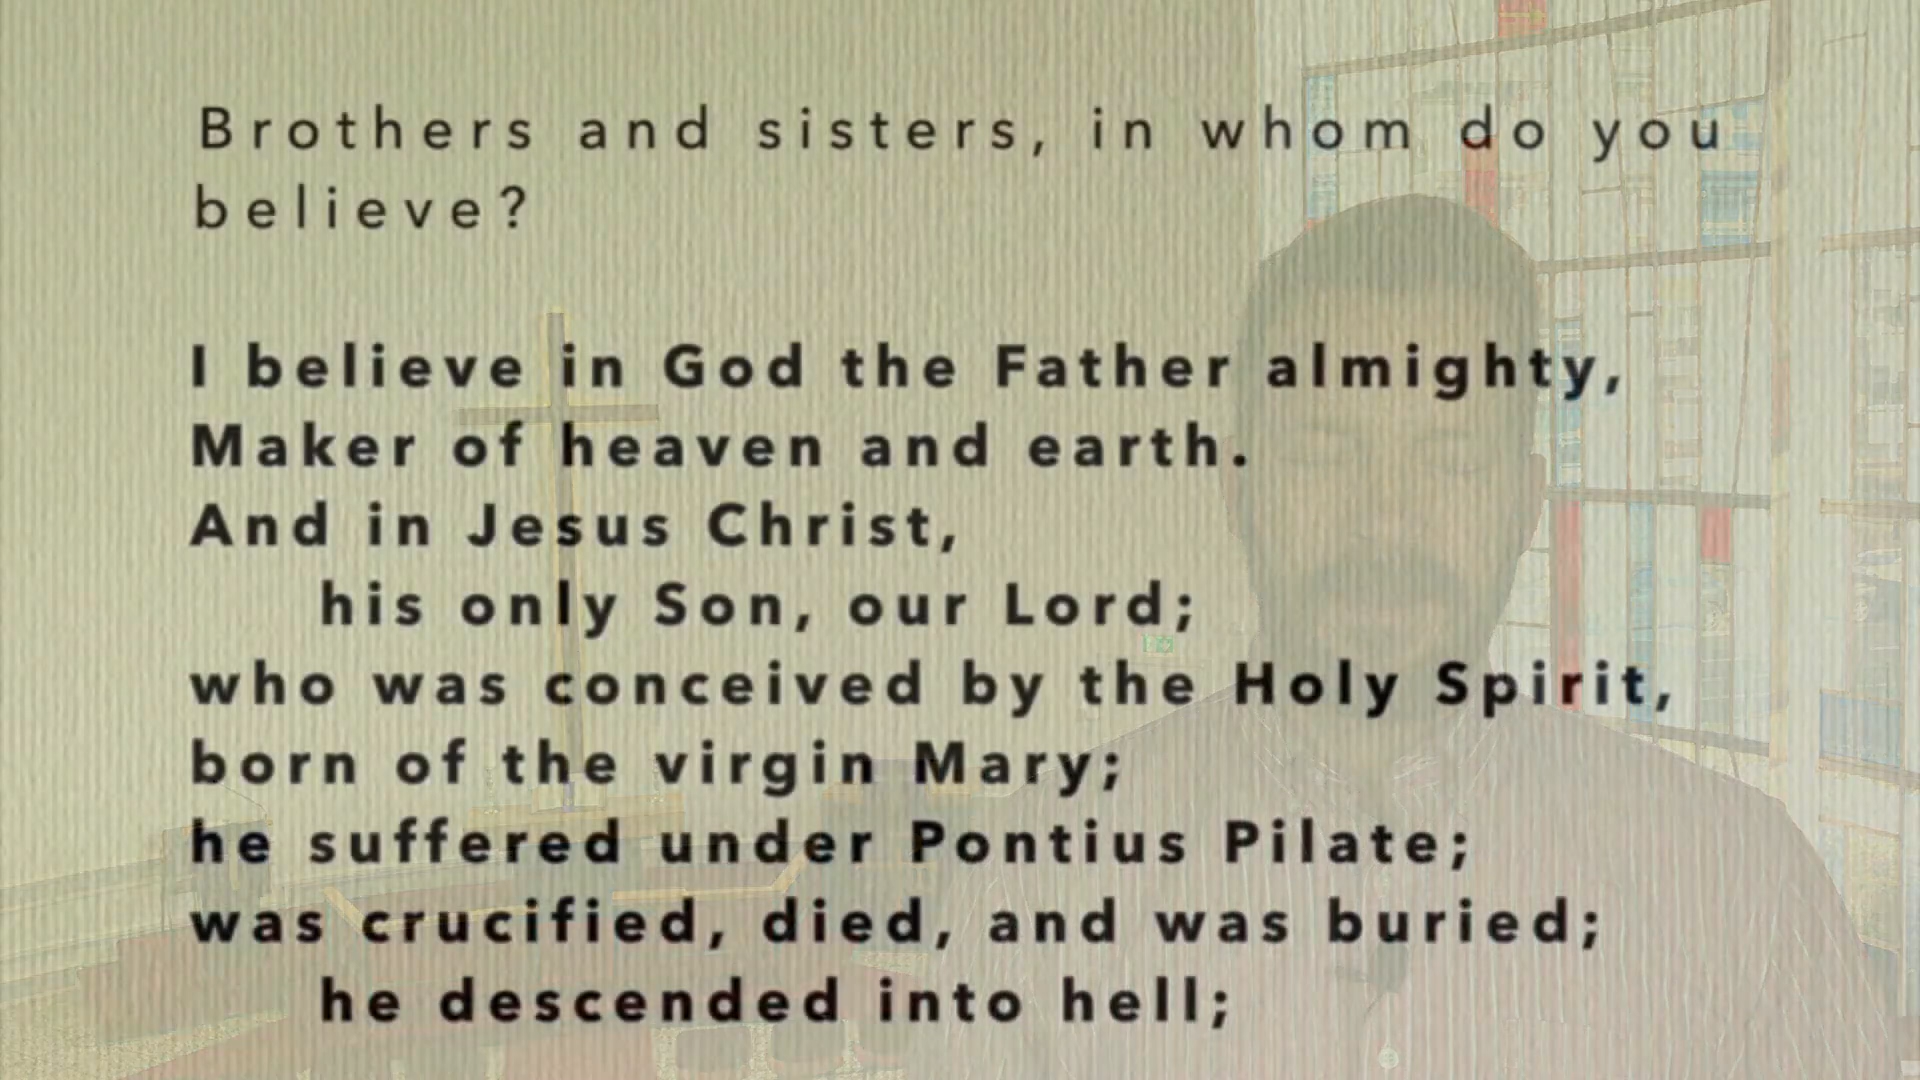 Brothers and sisters, in whom do you
believe?
I believe in God the Father almighty,
Maker of heaven and earth.
And in Jesus Christ,
his only Son, our Lord;
who was conceived by the Holy Spirit,
born of the virgin Mary;
he suffered under Pontius Pilate;
was crucified, died, and was buried;
he descended into hell;